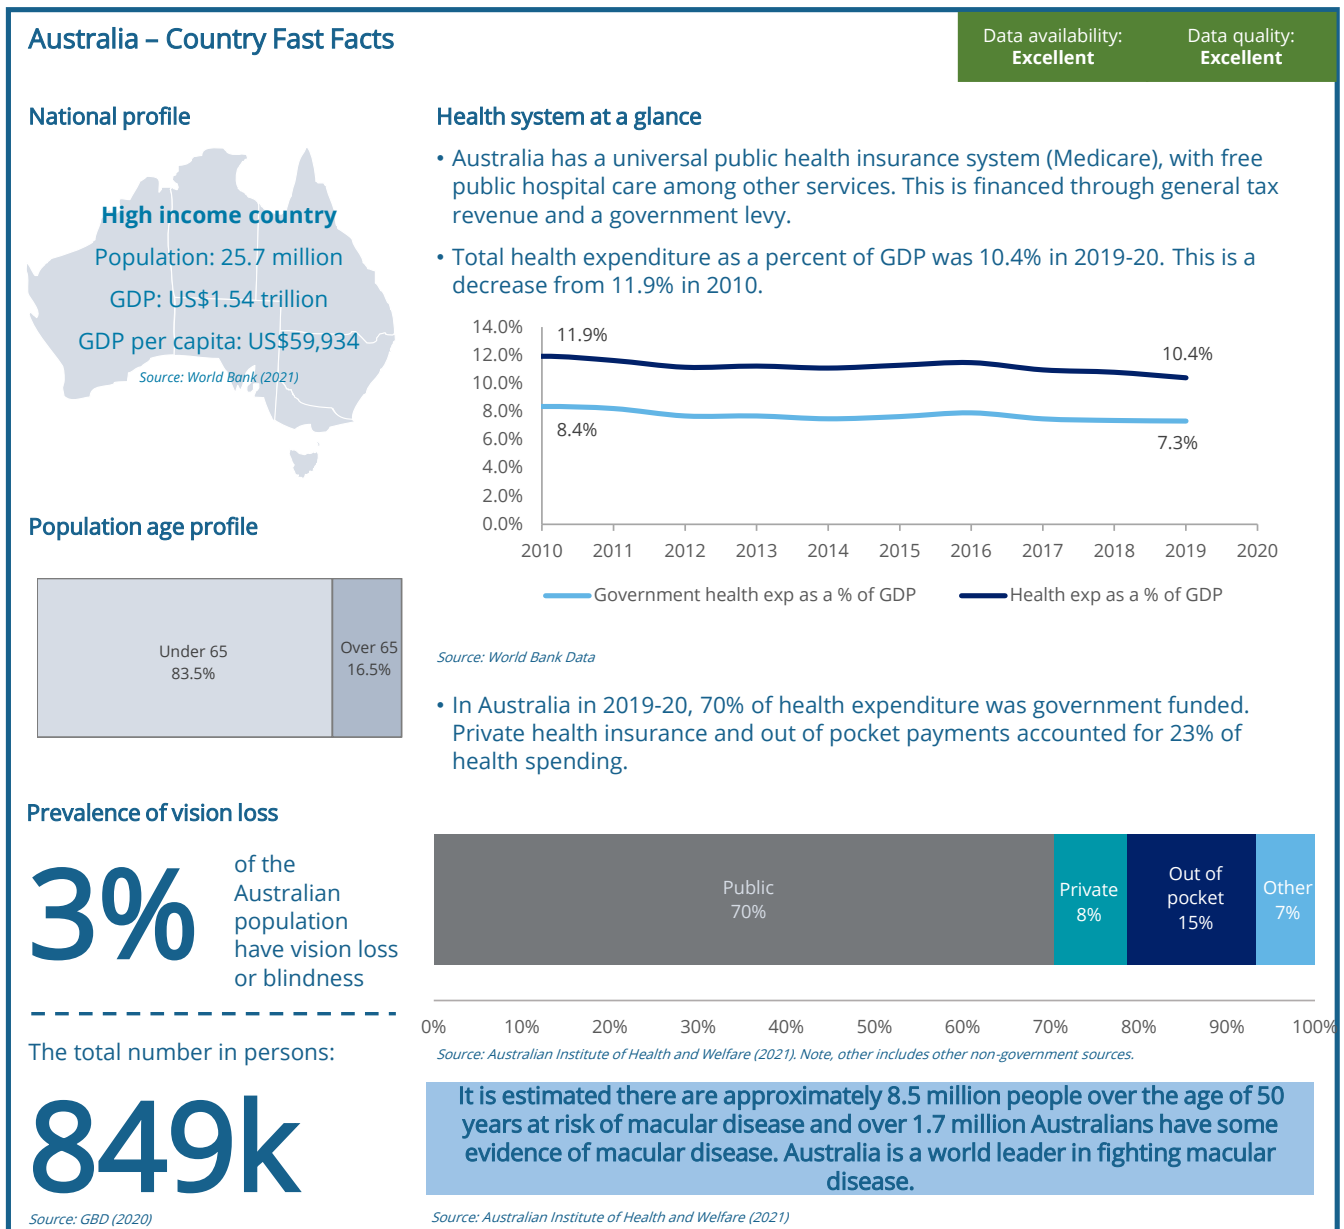 Australia – Country Fast Facts
Data availability:
Excellent
Data quality:
Excellent
National profile
High income country
Population: 25.7 million
GDP: US$1.54 trillion
GDP per capita: US$59,934
Source: World Bank (2021)
Population age profile
Under 65
83.5%
Over 65
16.5%
Prevalence of vision loss
3%
of the
Australian
population
have vision loss
or blindness
The total number in persons:
849k
Source: GBD (2020)
Health system at a glance
• Australia has a universal public health insurance system (Medicare), with free
public hospital care among other services. This is financed through general tax
revenue and a government levy.
• Total health expenditure as a percent of GDP was 10.4% in 2019-20. This is a
decrease from 11.9% in 2010.
14.0%
12.0%
10.0%
8.0%
6.0%
4.0%
2.0%
0.0%
11.9%
10.4%
8.4%
7.3%
2010 2011 2012 2013 2014 2015 2016 2017 2018 2019 2020
Government health exp as a % of GDP
Health exp as a % of GDP
Source: World Bank Data
• In Australia in 2019-20, 70% of health expenditure was government funded.
Private health insurance and out of pocket payments accounted for 23% of
health spending.
Public
70%
Private
8%
Out of
pocket
15%
Other
7%
0% 10% 20% 30% 40% 50% 60% 70% 80% 90% 100%
Source: Australian Institute of Health and Welfare (2021). Note, other includes other non-government sources.
It is estimated there are approximately 8.5 million people over the age of 50
years at risk of macular disease and over 1.7 million Australians have some
evidence of macular disease. Australia is a world leader in fighting macular
disease.
Source: Australian Institute of Health and Welfare (2021)